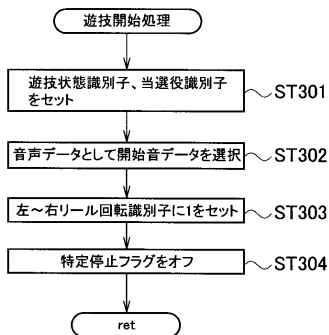 遊技開始処理
遊技状態識別子、当選役識別子
をセット
ST301
音声データとして開始音データを選択
ST302
左~右リール回転識別子に1をセット
ST303
特定停止フラグをオフ
ST304
ret